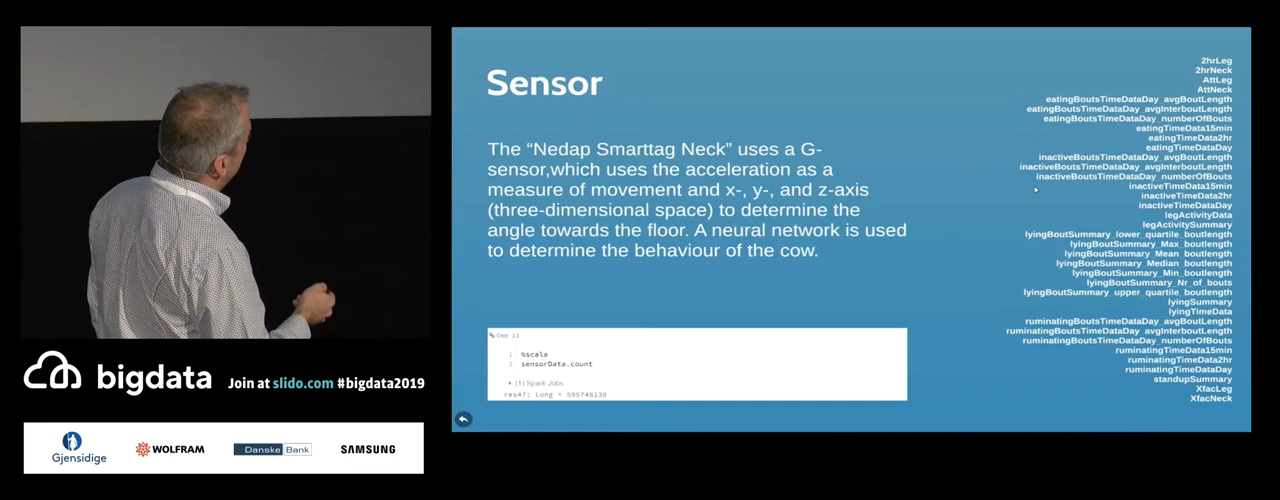 Sensor
The “Nedap Smarttag Neck” uses a G-
sensor,which uses the acceleration as a
measure of movement and x-, y-, and z-axis
(three-dimensional space) to determine the
angle towards the floor. A neural network is used
to determine the behaviour of the cow.
Cmd 13
1 %scala
2 sensorData.count
(1) Spark Jobs
res47: Long = 595748130
2hrLeg
2hrNeck
AttLeg
AttNeck
eatingBoutsTimeDataDay_avgBoutLength
eatingBoutsTimeDataDay_avgInterboutLength
eatingBoutsTimeDataDay_numberOfBouts
eatingTimeData15min
eatingTimeData2hr
eatingTimeDataDay
inactiveBoutsTimeDataDay_avgBoutLength
inactiveBoutsTimeDataDay_avgInterboutLength
inactiveBoutsTimeDataDay_numberOfBouts
inactiveTimeData15min
inactiveTimeData2hr
inactiveTimeDataDay
legActivityData
legActivitySummary
lyingBoutSummary_lower_quartile_boutlength
lyingBoutSummary_Max_boutlength
lyingBoutSummary_Mean_boutlength
lyingBoutSummary_Median_boutlength
lyingBoutSummary_Min_boutlength
lyingBoutSummary_Nr_of_bouts
lyingBoutSummary_upper_quartile_boutlength
lyingSummary
lyingTimeData
ruminatingBoutsTimeDataDay_avgBoutLength
ruminatingBoutsTimeDataDay_avgInterboutLength
ruminatingBoutsTimeDataDay_numberOfBouts
ruminatingTimeData15min
ruminatingTimeData2hr
ruminatingTimeDataDay
standupSummary
XfacLeg
XfacNeck
bigdata
Join at slido.com #bigdata2019
Gjensidige
WOLFRAM
Danske Bank
SAMSUNG